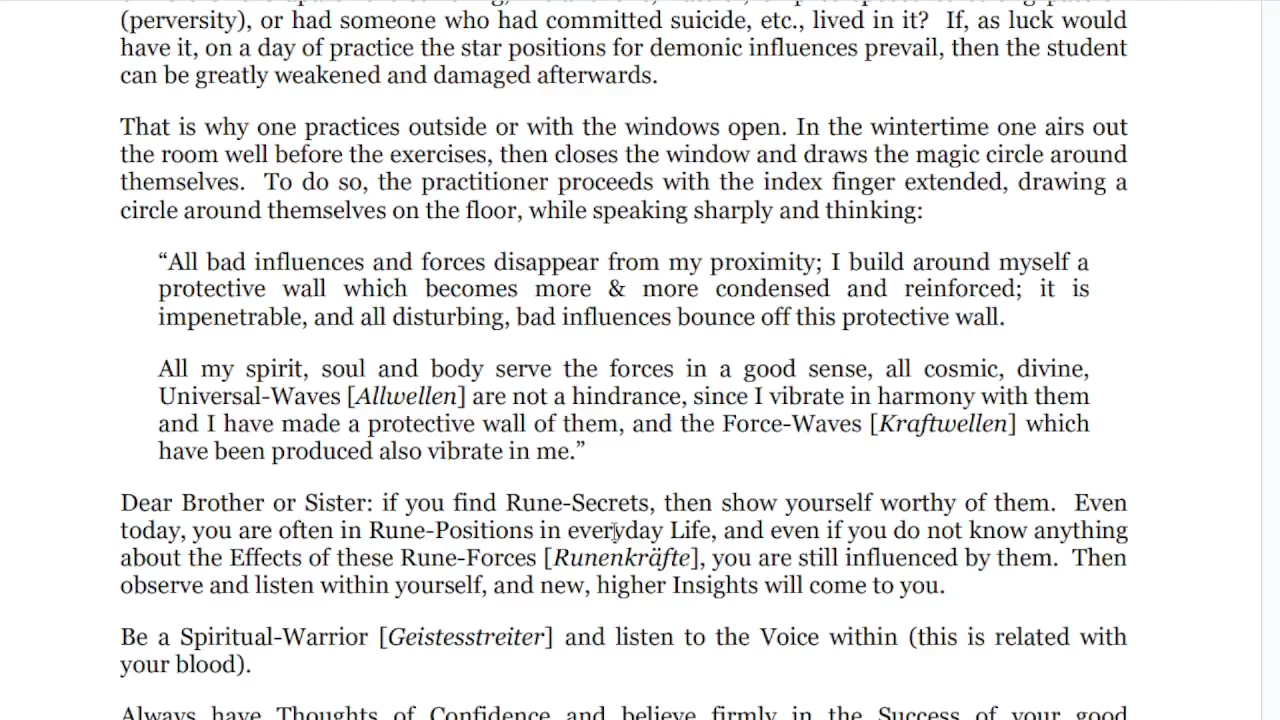 (perversity), or had someone who had committed suicide, etc., lived in it?  If, as luck would
have it, on a day of practice the star positions for demonic influences prevail, then the student
can be greatly weakened and damaged afterwards.
That is why one practices outside or with the windows open. In the wintertime one airs out
the room well before the exercises, then closes the window and draws the magic circle around
themselves.  To do so, the practitioner proceeds with the index finger extended, drawing a
circle around themselves on the floor, while speaking sharply and thinking:
“All bad influences and forces disappear from my proximity; I build around myself a
protective wall which becomes more & more condensed and reinforced; it is
impenetrable, and all disturbing, bad influences bounce off this protective wall.
All my spirit, soul and body serve the forces in a good sense, all cosmic, divine,
Universal-Waves [Allwellen] are not a hindrance, since I vibrate in harmony with them
and I have made a protective wall of them, and the Force-Waves [Kraftwellen] which
have been produced also vibrate in me.”
Dear Brother or Sister: if you find Rune-Secrets, then show yourself worthy of them.  Even
today, you are often in Rune-Positions in everyday Life, and even if you do not know anything
about the Effects of these Rune-Forces [Runenkräfte], you are still influenced by them.  Then
observe and listen within yourself, and new, higher Insights will come to you.
Be a Spiritual-Warrior [Geistesstreiter] and listen to the Voice within (this is related with
your blood).
Always have Thoughts of Confidence and believe firmly in the Success of your good